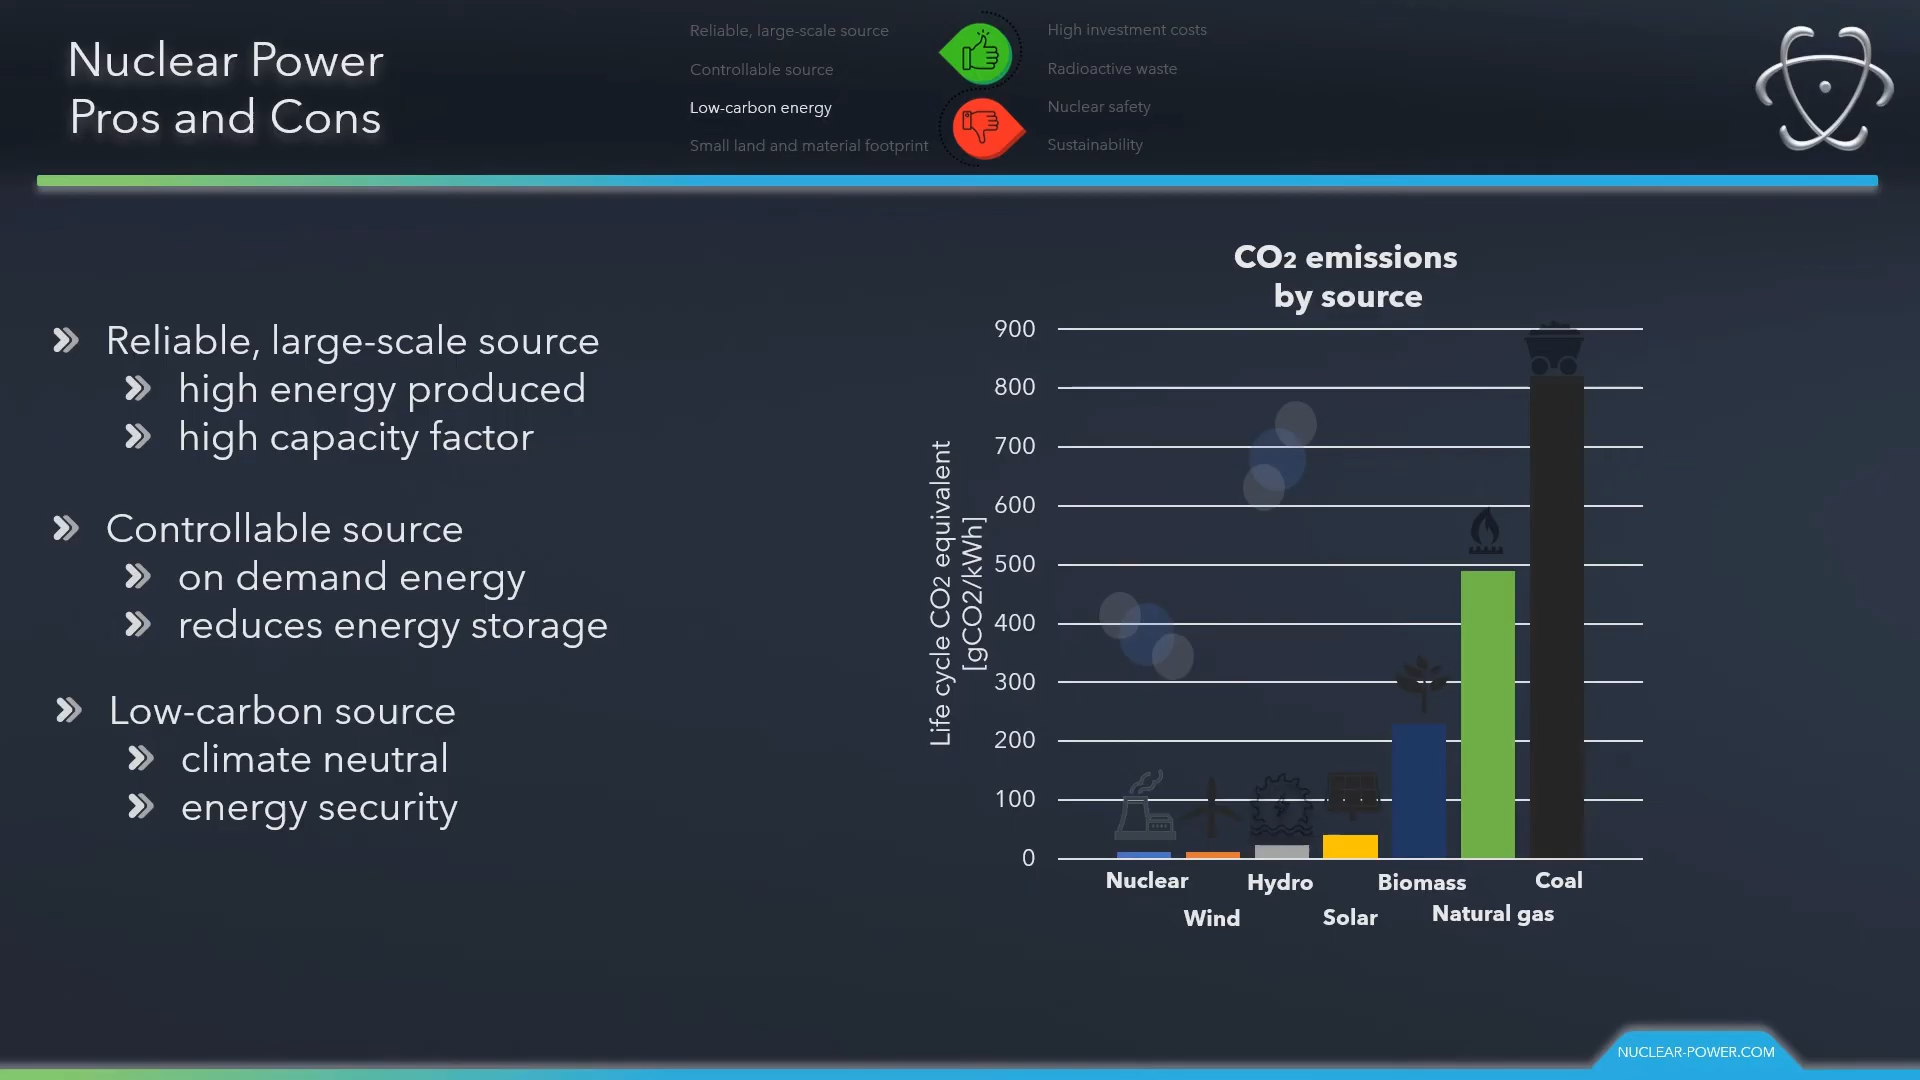 Nuclear Power
Pros and Cons
Reliable, large-scale source
Controllable source
Low-carbon energy
Small land and material footprint
High investment costs
Radioactive waste
Nuclear safety
Sustainability
Reliable, large-scale source
high energy produced
high capacity factor
Controllable source
on demand energy
reduces energy storage
Low-carbon source
climate neutral
energy security
CO2 emissions
by source
Life cycle CO2 equivalent
[gCO2/kWh]
900
800
700
600
500
400
300
200
100
0
Nuclear
Wind
Hydro
Solar
Biomass
Natural gas
Coal
NUCLEAR-POWER.COM